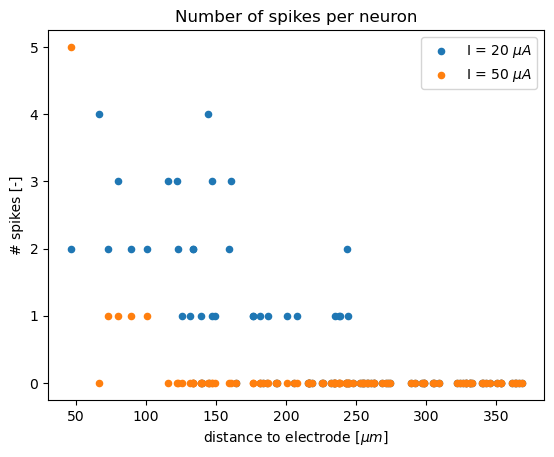 Number of spikes per neuron
I = 20 μA
I = 50 μA
# spikes [-]
5
4
3
2
1
0
50 100 150 200 250 300 350
distance to electrode [μm]